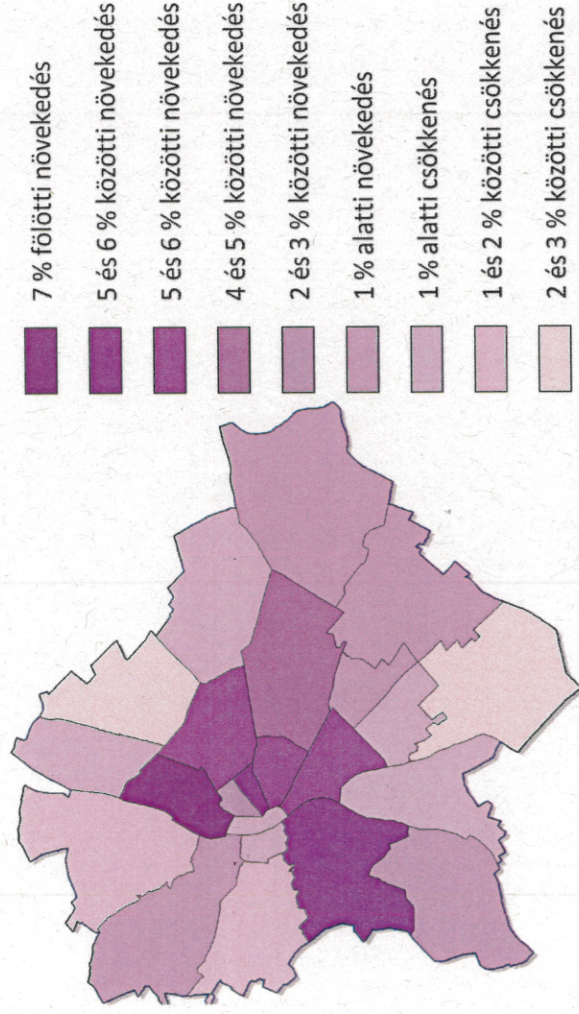 7 % fölötti növekedés
5 és 6 % közötti növekedés
5 és 6 % közötti növekedés
4 és 5 % közötti növekedés
2 és 3 % közötti növekedés
1 % alatti növekedés
1 % alatti csökkenés
1 és 2 % közötti csökkenés
2 és 3 % közötti csökkenés